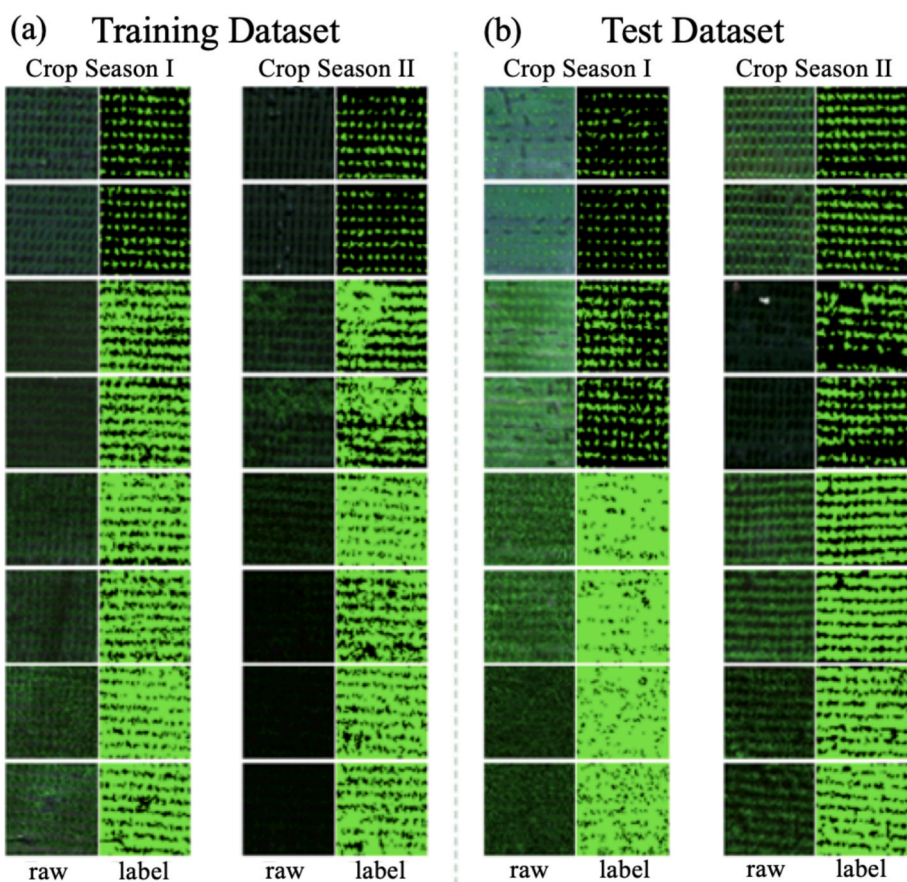 (a) Training Dataset
Crop Season I
Crop Season II
raw
label
raw
label
(b) Test Dataset
Crop Season I
Crop Season II
raw
label
raw
label